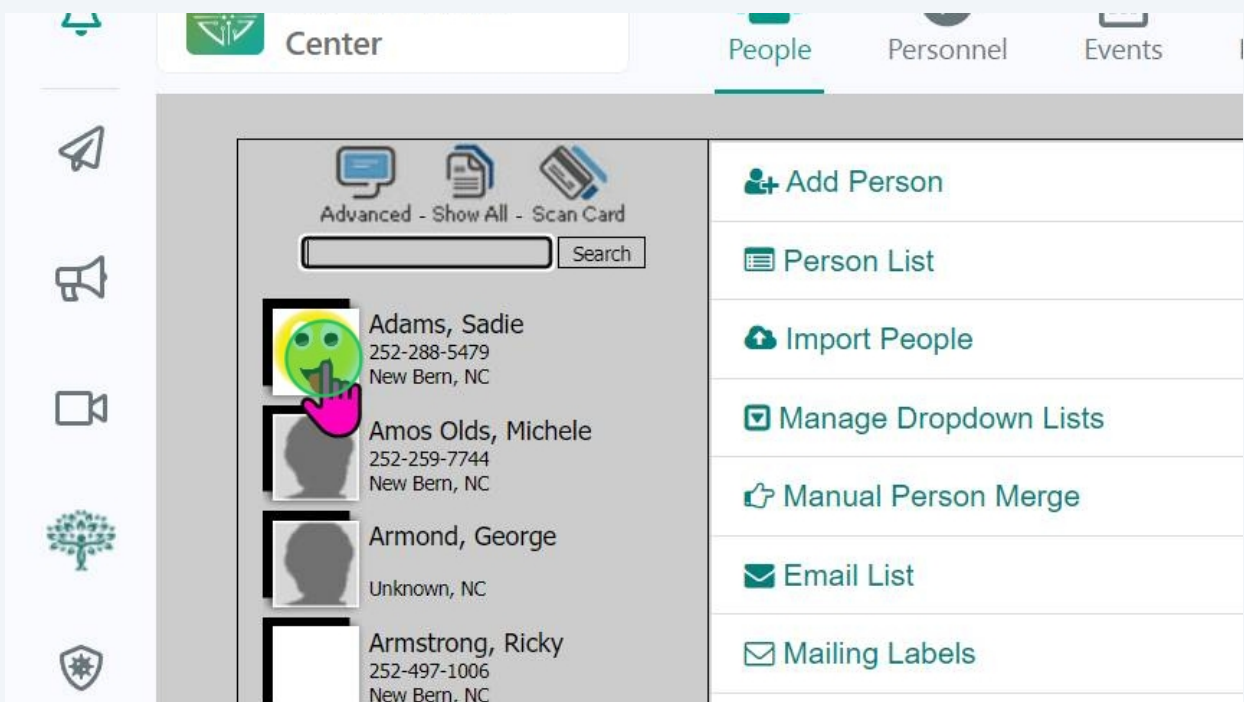 Center
People
Personnel
Events
Advanced - Show All - Scan Card
Search
Adams, Sadie
252-288-5479
New Bern, NC
Amos Olds, Michele
252-259-7744
New Bern, NC
Armond, George
Unknown, NC
Armstrong, Ricky
252-497-1006
New Bern, NC
Add Person
Person List
Import People
Manage Dropdown Lists
Manual Person Merge
Email List
Mailing Labels